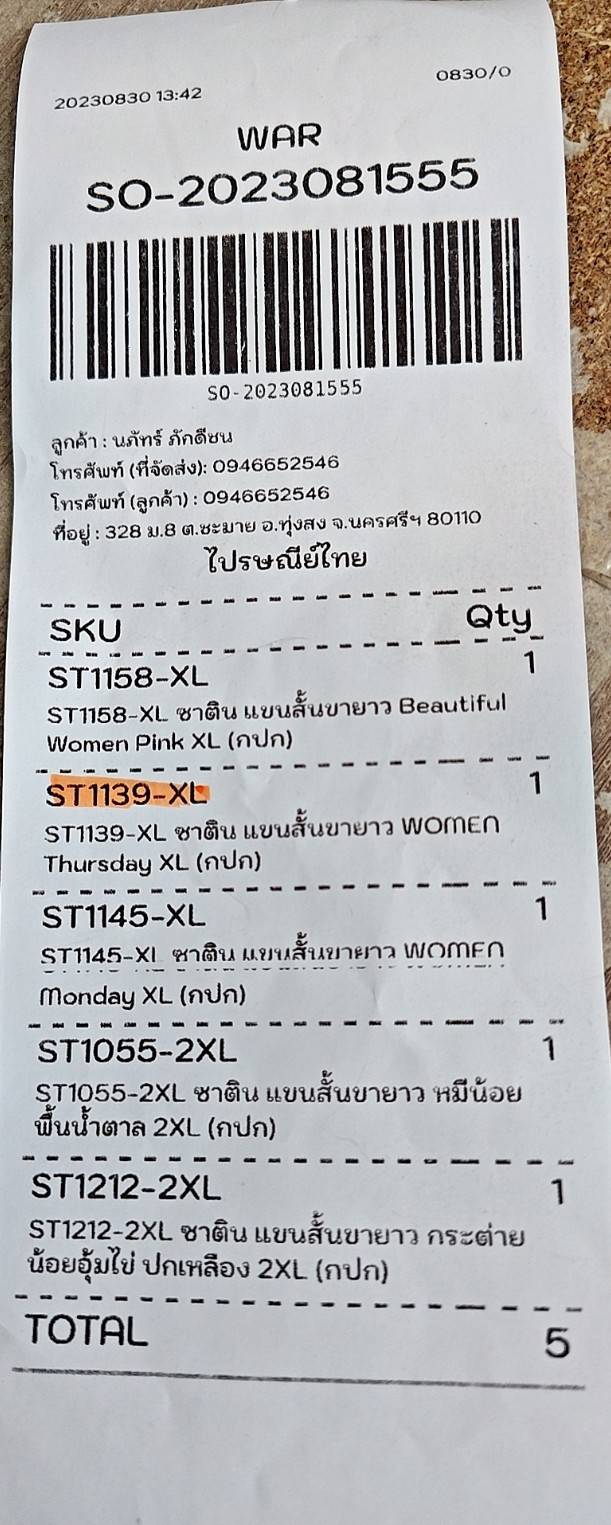 20230830 13:42
0830/0
WAR
SO-2023081555
SO-2023081555
ลูกค้า : นภัทร์ ภักดีชน
โทรศัพท์ (ที่จัดส่ง): 0946652546
โทรศัพท์ (ลูกค้า) : 0946652546
ที่อยู่ : 328 ม.8 ต.ชะมาย อ.ทุ่งสง จ.นครศรีฯ 80110
ไปรษณีย์ไทย
SKU Qty
ST1158-XL 1
ST1158-XL ซาติน แขนสั้นขายาว Beautiful
Women Pink XL (กปก)
ST1139-XL 1
ST1139-XL ซาติน แขนสั้นขายาว WOMEN
Thursday XL (กปก)
ST1145-XL 1
ST1145-XL ซาติน แขนสั้นขายาว WOMEN
Monday XL (กปก)
ST1055-2XL 1
ST1055-2XL ซาติน แขนสั้นขายาว หมีน้อย
พื้นน้ำตาล 2XL (กปก)
ST1212-2XL 1
ST1212-2XL ซาติน แขนสั้นขายาว กระต่าย
น้อยอุ้มไข่ ปกเหลือง 2XL (กปก)
TOTAL 5